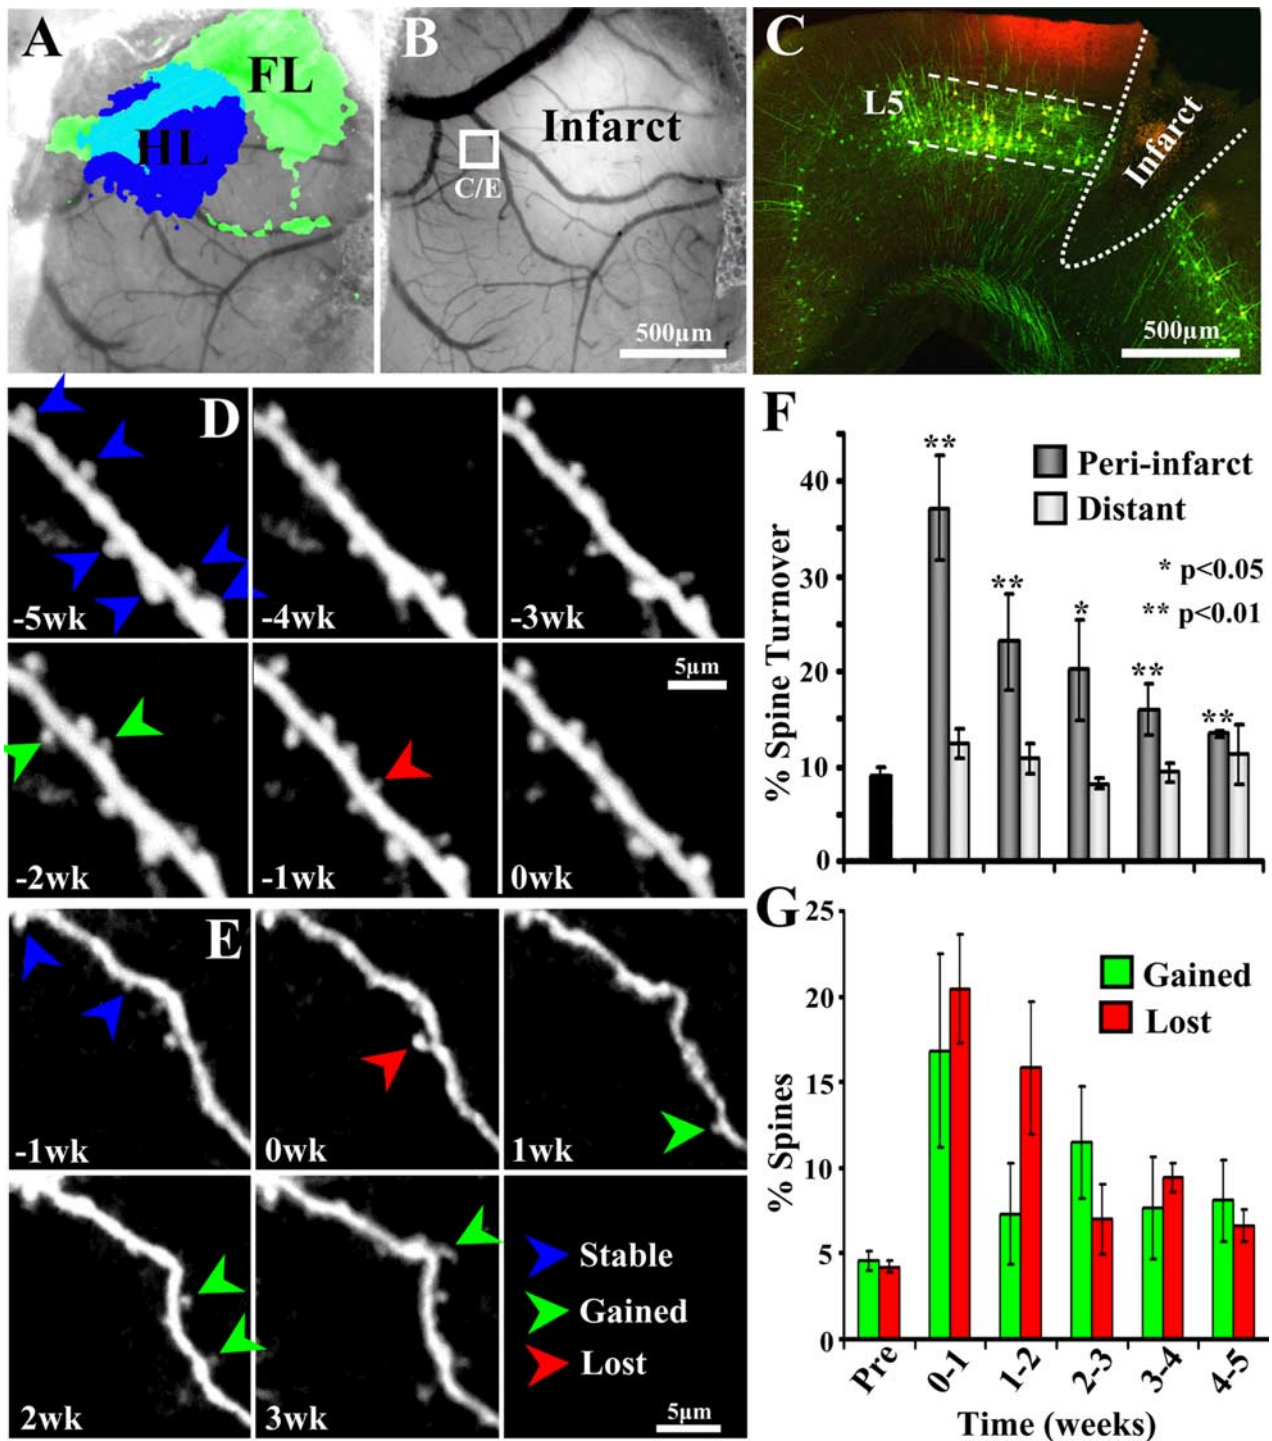 A
FL
HL
B
Infarct
C/E
500µm
C
L5
Infarct
500µm
D
-5wk
-4wk
-3wk
-2wk
-1wk
5µm
0wk
E
-1wk
0wk
1wk
2wk
3wk
Stable
Gained
Lost
5µm
F
% Spine Turnover
40
30
20
10
0
**
**
*
**
**
Peri-infarct
Distant
* p<0.05
** p<0.01
G
% Spines
25
20
15
10
5
0
Gained
Lost
Pre
0-1
1-2
2-3
3-4
4-5
Time (weeks)